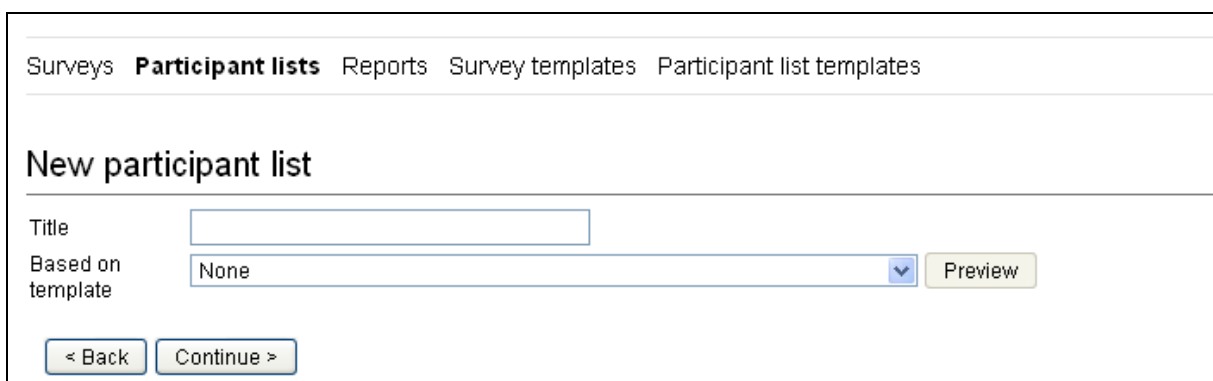 Surveys Participant lists Reports Survey templates Participant list templates
New participant list
Title
Based on template None Preview
< Back Continue >